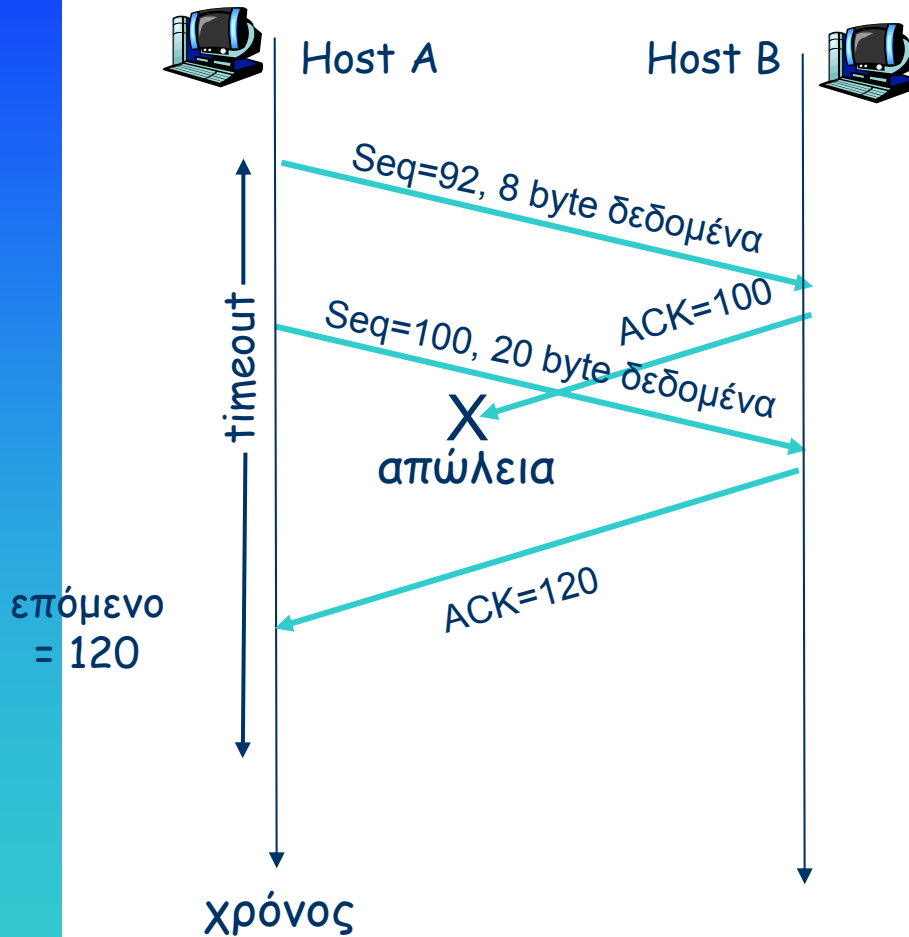 Host A
Host B
Seq=92, 8 byte δεδομένα
ACK=100
timeout
Seq=100, 20 byte δεδομένα
X
απώλεια
ACK=120
επόμενο
= 120
χρόνος